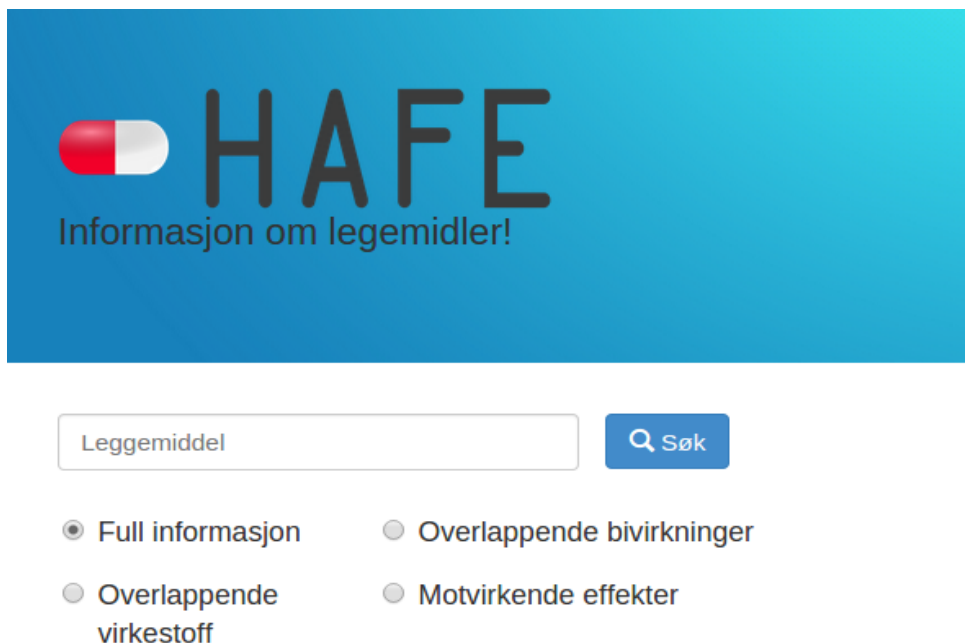 HAFE
Informasjon om legemidler!
Leggemiddel
Søk
Full informasjon
Overlappende bivirkninger
Overlappende
virkestoff
Motvirkende effekter